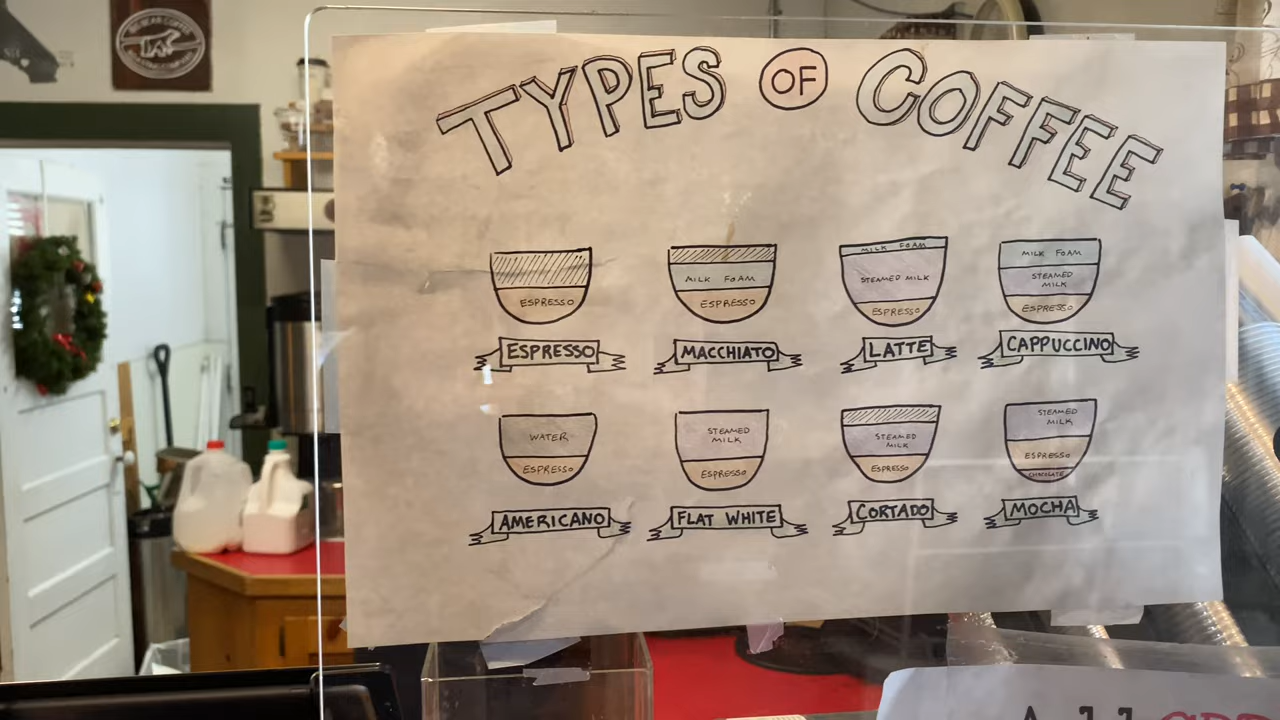 TYPES OF COFFEE
ESPRESSO
ESPRESSO
MILK FOAM
ESPRESSO
MACCHIATO
MILK FOAM
STEAMED MILK
ESPRESSO
LATTE
MILK FOAM
STEAMED
MILK
ESPRESSO
CAPPUCCINO
WATER
ESPRESSO
AMERICANO
STEAMED
MILK
ESPRESSO
FLAT WHITE
STEAMED
MILK
ESPRESSO
CORTADO
STEAMED
MILK
ESPRESSO
CHOCOLATE
MOCHA